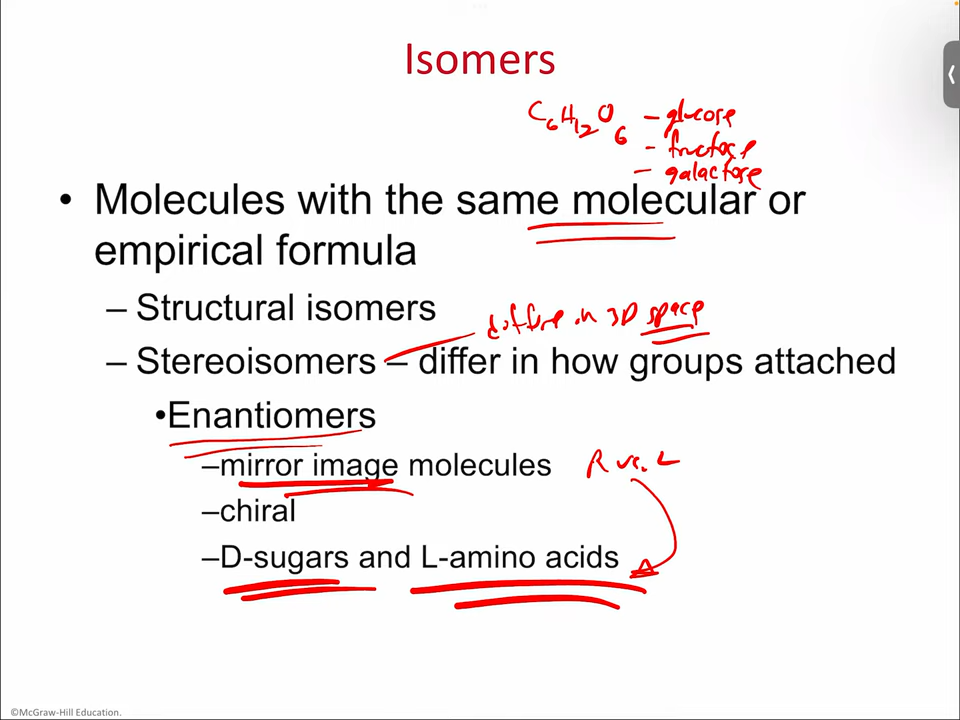 Isomers
C6H12O6 – glucose
- fructose
- galactose
• Molecules with the same molecular or
empirical formula
– Structural isomers
differ in 3D space
– Stereoisomers – differ in how groups attached
•Enantiomers
–mirror image molecules R vs. L
–chiral
–D-sugars and L-amino acids
©McGraw-Hill Education.